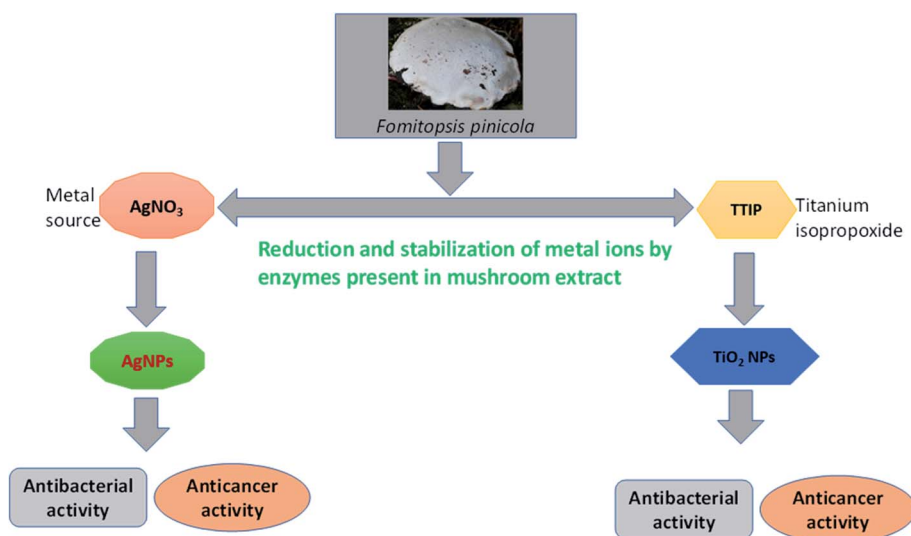 Fomitopsis pinicola
Metal
source
AgNO₃
TTIP
Titanium
isopropoxide
Reduction and stabilization of metal ions by
enzymes present in mushroom extract
AgNPs
TiO₂ NPs
Antibacterial
activity
Anticancer
activity
Antibacterial
activity
Anticancer
activity